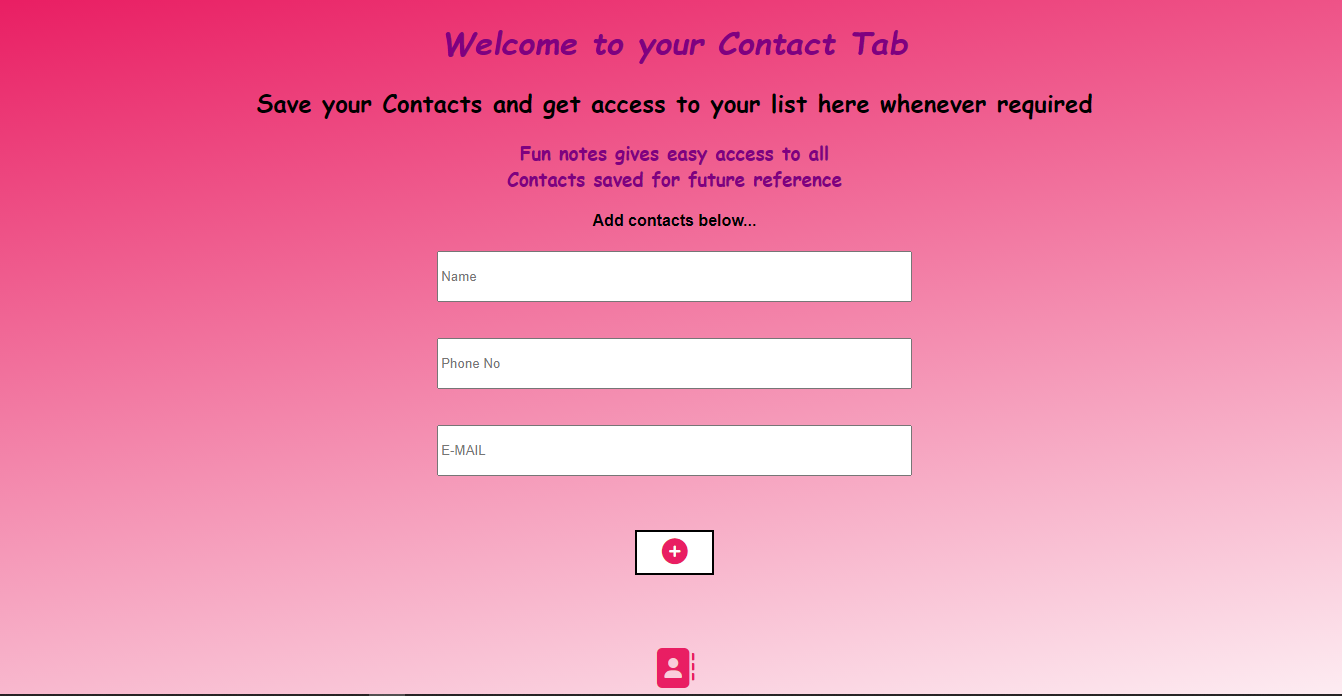 Welcome to your Contact Tab
Save your Contacts and get access to your list here whenever required
Fun notes gives easy access to all
Contacts saved for future reference
Add contacts below...
Name
Phone No
E-MAIL